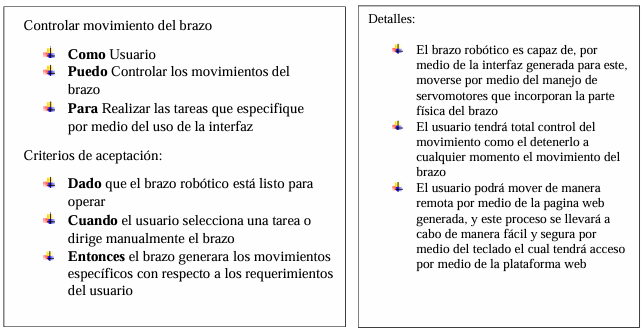 Controlar movimiento del brazo
Como Usuario
Puedo Controlar los movimientos del
brazo
Para Realizar las tareas que especifique
por medio del uso de la interfaz
Criterios de aceptación:
Dado que el brazo robótico está listo para
operar
Cuando el usuario selecciona una tarea o
dirige manualmente el brazo
Entonces el brazo generara los movimientos
específicos con respecto a los requerimientos
del usuario
Detalles:
El brazo robótico es capaz de, por
medio de la interfaz generada para este,
moverse por medio del manejo de
servomotores que incorporan la parte
física del brazo
El usuario tendrá total control del
movimiento como el detenerlo a
cualquier momento el movimiento del
brazo
El usuario podrá mover de manera
remota por medio de la pagina web
generada, y este proceso se llevará a
cabo de manera fácil y segura por
medio del teclado el cual tendrá acceso
por medio de la plataforma web